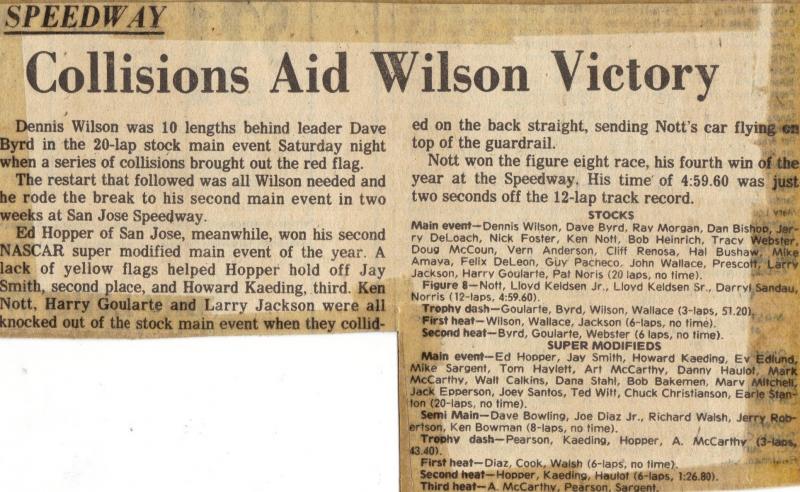 SPEEDWAY
Collisions Aid Wilson Victory
Dennis Wilson was 10 lengths behind leader Dave
Byrd in the 20-lap stock main event Saturday night
when a series of collisions brought out the red flag.
The restart that followed was all Wilson needed and
he rode the break to his second main event in two
weeks at San Jose Speedway.
Ed Hopper of San Jose, meanwhile, won his second
NASCAR super modified main event of the year. A
lack of yellow flags helped Hopper hold off Jay
Smith, second place, and Howard Kaeding, third. Ken
Nott, Harry Goularte and Larry Jackson were all
knocked out of the stock main event when they collid-
ed on the back straight, sending Nott's car flying on
top of the guardrail.
Nott won the figure eight race, his fourth win of the
year at the Speedway. His time of 4:59.60 was just
two seconds off the 12-lap track record.
STOCKS
Main event—Dennis Wilson, Dave Byrd, Ray Morgan, Dan Bishop, Jer-
ry DeLoach, Nick Foster, Ken Nott, Bob Heinrich, Tracy Webster,
Doug McCoun, Vern Anderson, Cliff Renosa, Hal Bushaw, Mike
Amaya, Felix DeLeon, Guy Pacheco, John Wallace, Prescott, Larry
Jackson, Harry Goularte, Pat Noris (20 laps, no time).
Figure 8—Nott, Lloyd Keldsen Jr., Lloyd Keldsen Sr., Darryl Sandau,
Norris (12-laps, 4:59.60).
Trophy dash—Goularte, Byrd, Wilson, Wallace (3-laps, 51.20).
First heat—Wilson, Wallace, Jackson (6-laps, no time).
Second heat—Byrd, Goularte, Webster (6 laps, no time).
SUPER MODIFIEDS
Main event—Ed Hopper, Jay Smith, Howard Kaeding, Ev Edlund,
Mike Sargent, Tom Haylett, Art McCarthy, Danny Haulot, Mark
McCarthy, Walt Calkins, Dana Stahl, Bob Bakemen, Marv Mitchell,
Jack Epperson, Joey Santos, Ted Witt, Chuck Christianson, Earle Stan-
ton (20-laps, no time).
Semi Main—Dave Bowling, Joe Diaz Jr., Richard Walsh, Jerry Rob-
ertson, Ken Bowman (8-laps, no time).
Trophy dash—Pearson, Kaeding, Hopper, A. McCarthy (3-laps,
43.40).
First heat—Diaz, Cook, Walsh (6-laps, no time).
Second heat—Hopper, Kaeding, Haulot (6-laps, 1:26.80).
Third heat—A. McCarthy, Pearson, Sargent.